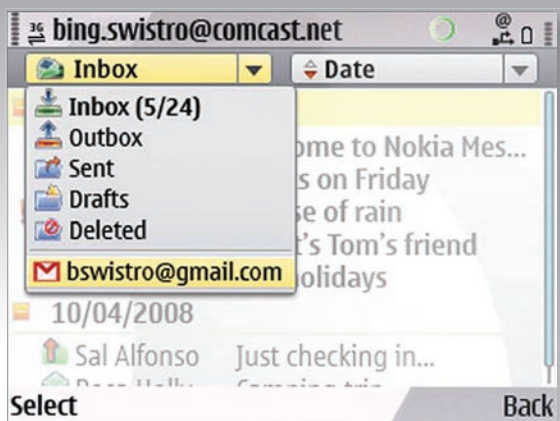 3G bing.swistro@comcast.net @
Inbox Date
Inbox (5/24)
Outbox
ome to Nokia Mes...
Sent
s on Friday
Drafts
se of rain
Deleted
t's Tom's friend
bswistro@gmail.com
olidays
10/04/2008
Sal Alfonso Just checking in...
Select Back